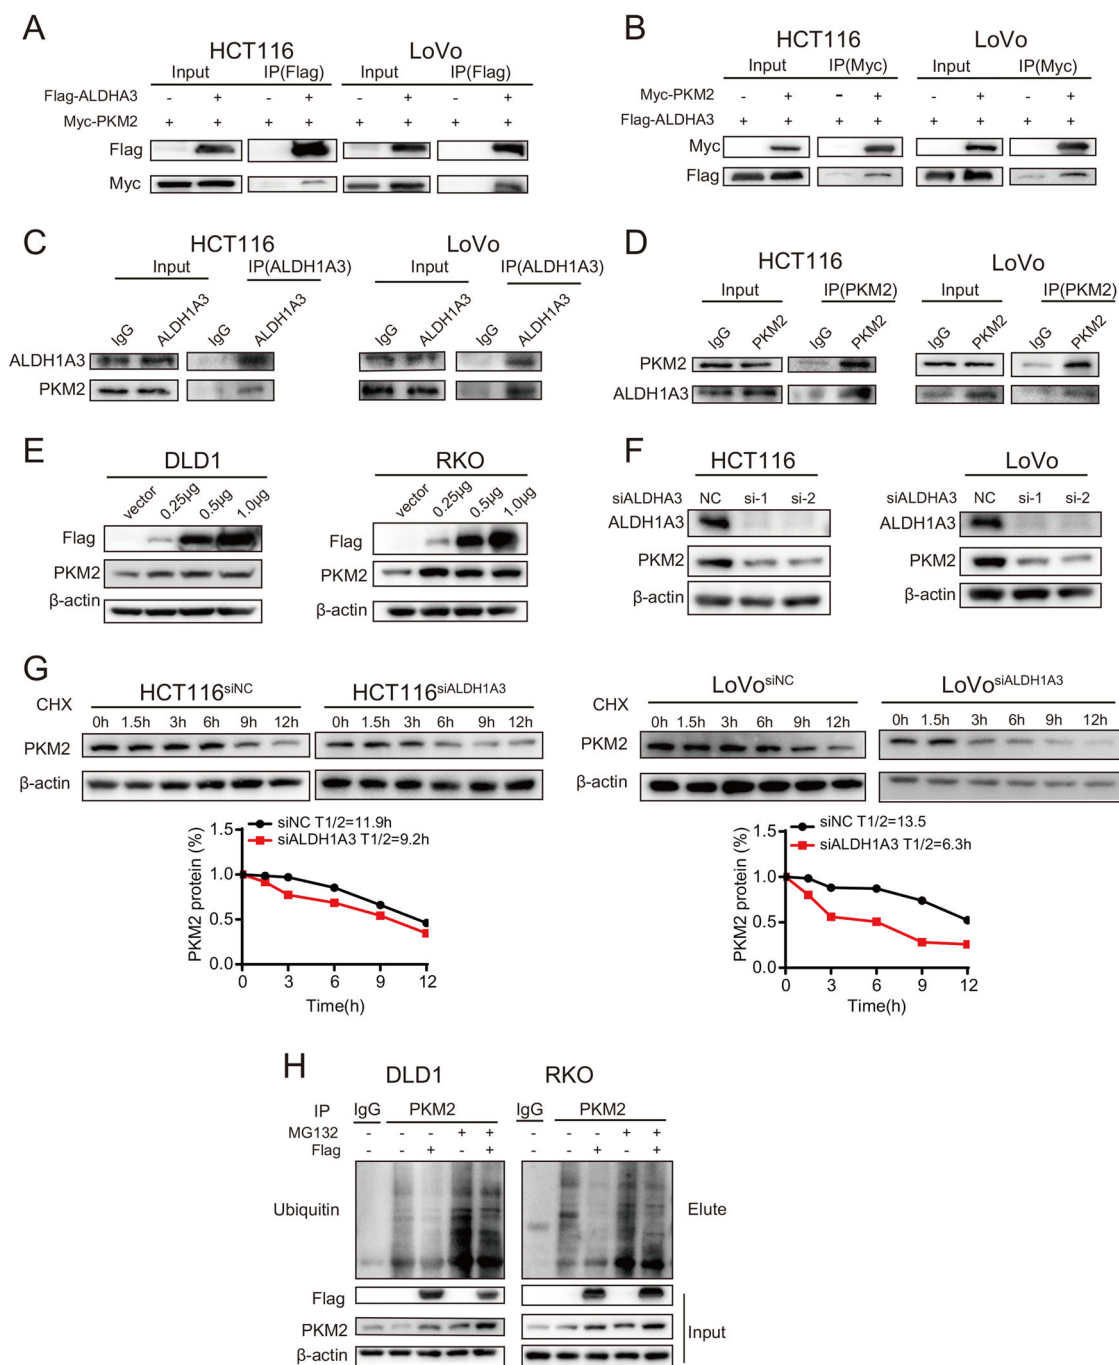 A
HCT116 LoVo
Input IP(Flag) Input IP(Flag)
Flag-ALDHA3 - + - + - + - +
Myc-PKM2 + + + + + + + +
Flag
Myc
B
HCT116 LoVo
Input IP(Myc) Input IP(Myc)
Myc-PKM2 - + - + - + - +
Flag-ALDHA3 + + + + + + + +
Myc
Flag
C
HCT116 LoVo
Input IP(ALDH1A3) Input IP(ALDH1A3)
IgG ALDH1A3 IgG ALDH1A3 IgG ALDH1A3 IgG ALDH1A3
ALDH1A3
PKM2
D
HCT116 LoVo
Input IP(PKM2) Input IP(PKM2)
IgG PKM2 IgG PKM2 IgG PKM2 IgG PKM2
PKM2
ALDH1A3
E
DLD1 RKO
vector 0.25μg 0.5μg 1.0μg vector 0.25μg 0.5μg 1.0μg
Flag Flag
PKM2 PKM2
β-actin β-actin
F
HCT116 LoVo
siALDHA3 NC si-1 si-2 siALDHA3 NC si-1 si-2
ALDH1A3 ALDH1A3
PKM2 PKM2
β-actin β-actin
G
HCT116siNC HCT116siALDH1A3 LoVosiNC LoVosiALDH1A3
CHX 0h 1.5h 3h 6h 9h 12h 0h 1.5h 3h 6h 9h 12h CHX 0h 1.5h 3h 6h 9h 12h 0h 1.5h 3h 6h 9h 12h
PKM2 PKM2
β-actin β-actin
siNC T1/2=11.9h
siALDH1A3 T1/2=9.2h
PKM2 protein (%)
1.5
1.0
0.5
0.0
0 3 6 9 12
Time(h)
siNC T1/2=13.5
siALDH1A3 T1/2=6.3h
PKM2 protein (%)
1.5
1.0
0.5
0.0
0 3 6 9 12
Time(h)
H
DLD1 RKO
IP IgG PKM2 IgG PKM2
MG132 - - - + + - - - + +
Flag - - + - + - - + - +
Ubiquitin Elute
Flag
PKM2 Input
β-actin